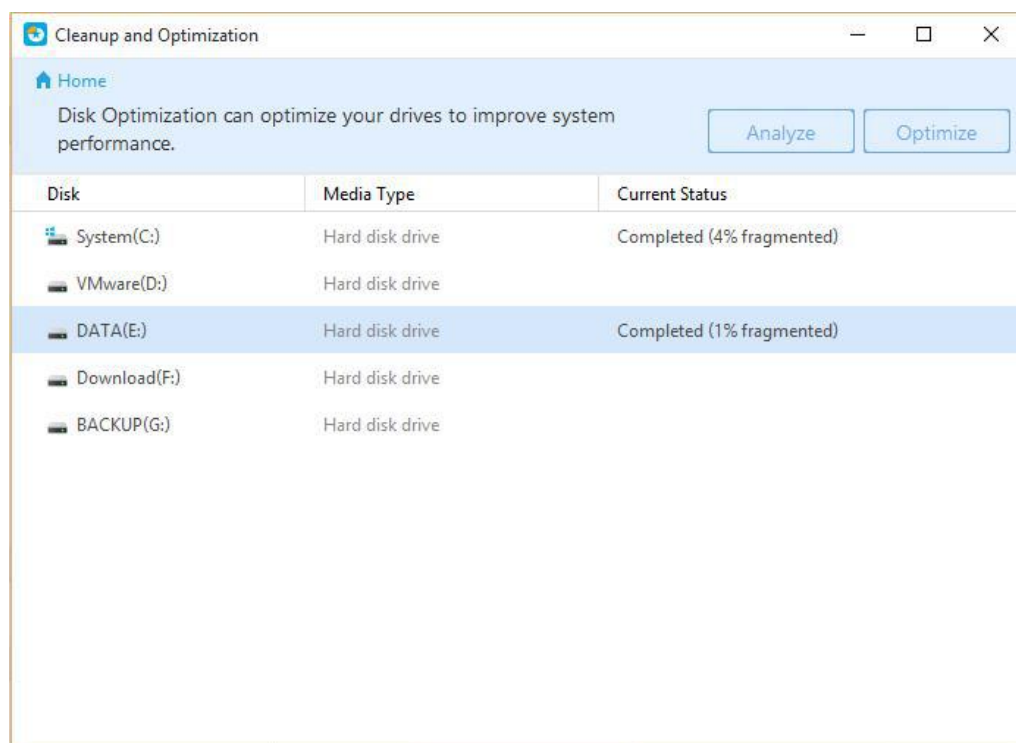 Cleanup and Optimization
Home
Disk Optimization can optimize your drives to improve system
performance.
Analyze Optimize
Disk Media Type Current Status
System(C:) Hard disk drive Completed (4% fragmented)
VMware(D:) Hard disk drive
DATA(E:) Hard disk drive Completed (1% fragmented)
Download(F:) Hard disk drive
BACKUP(G:) Hard disk drive